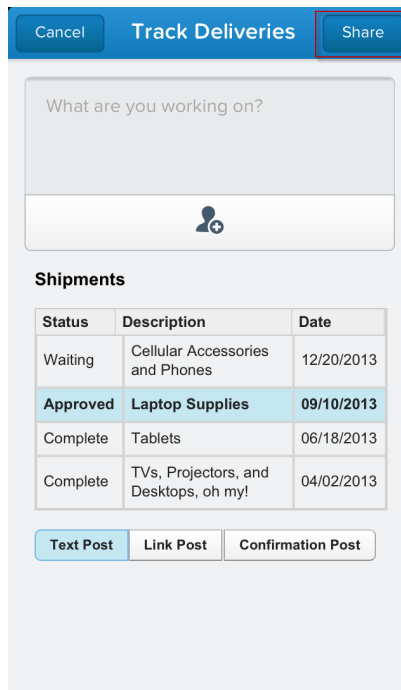 Cancel Track Deliveries Share
What are you working on?
Shipments
Status Description Date
Waiting Cellular Accessories and Phones 12/20/2013
Approved Laptop Supplies 09/10/2013
Complete Tablets 06/18/2013
Complete TVs, Projectors, and Desktops, oh my! 04/02/2013
Text Post Link Post Confirmation Post